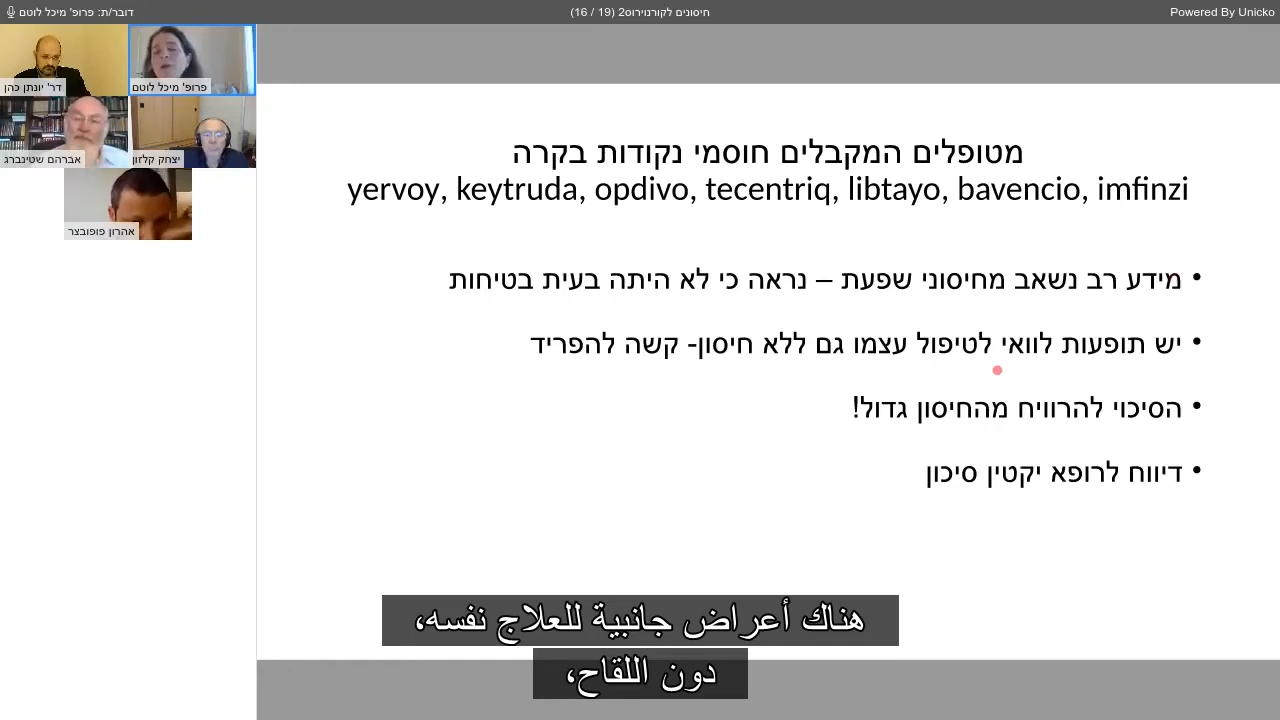 דובר/ת: פרופ' מיכל לוטם
חיסונים לקורנוירוס2 (19 / 16)
Powered By Unicko
דר' יונתן כהן
פרופ' מיכל לוטם
אברהם שטינברג
יצחק קלזון
אהרון פופובצר
מטופלים המקבלים חוסמי נקודות בקרה
yervoy, keytruda, opdivo, tecentriq, libtayo, bavencio, imfinzi
• מידע רב נשאב מחיסוני שפעת – נראה כי לא היתה בעית בטיחות
• יש תופעות לוואי לטיפול עצמו גם ללא חיסון- קשה להפריד
• הסיכוי להרוויח מהחיסון גדול!
• דיווח לרופא יקטין סיכון
هناك أعراض جانبية للعلاج نفسه،
دون اللقاح،